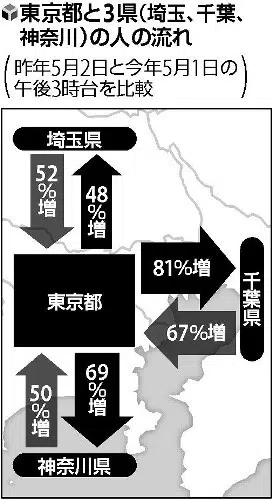 東京都と3県(埼玉、千葉、
神奈川)の人の流れ
(昨年5月2日と今年5月1日の
午後3時台を比較)
埼玉県
52%増
48%増
東京都
81%増
千葉県
67%増
50%増
69%増
神奈川県